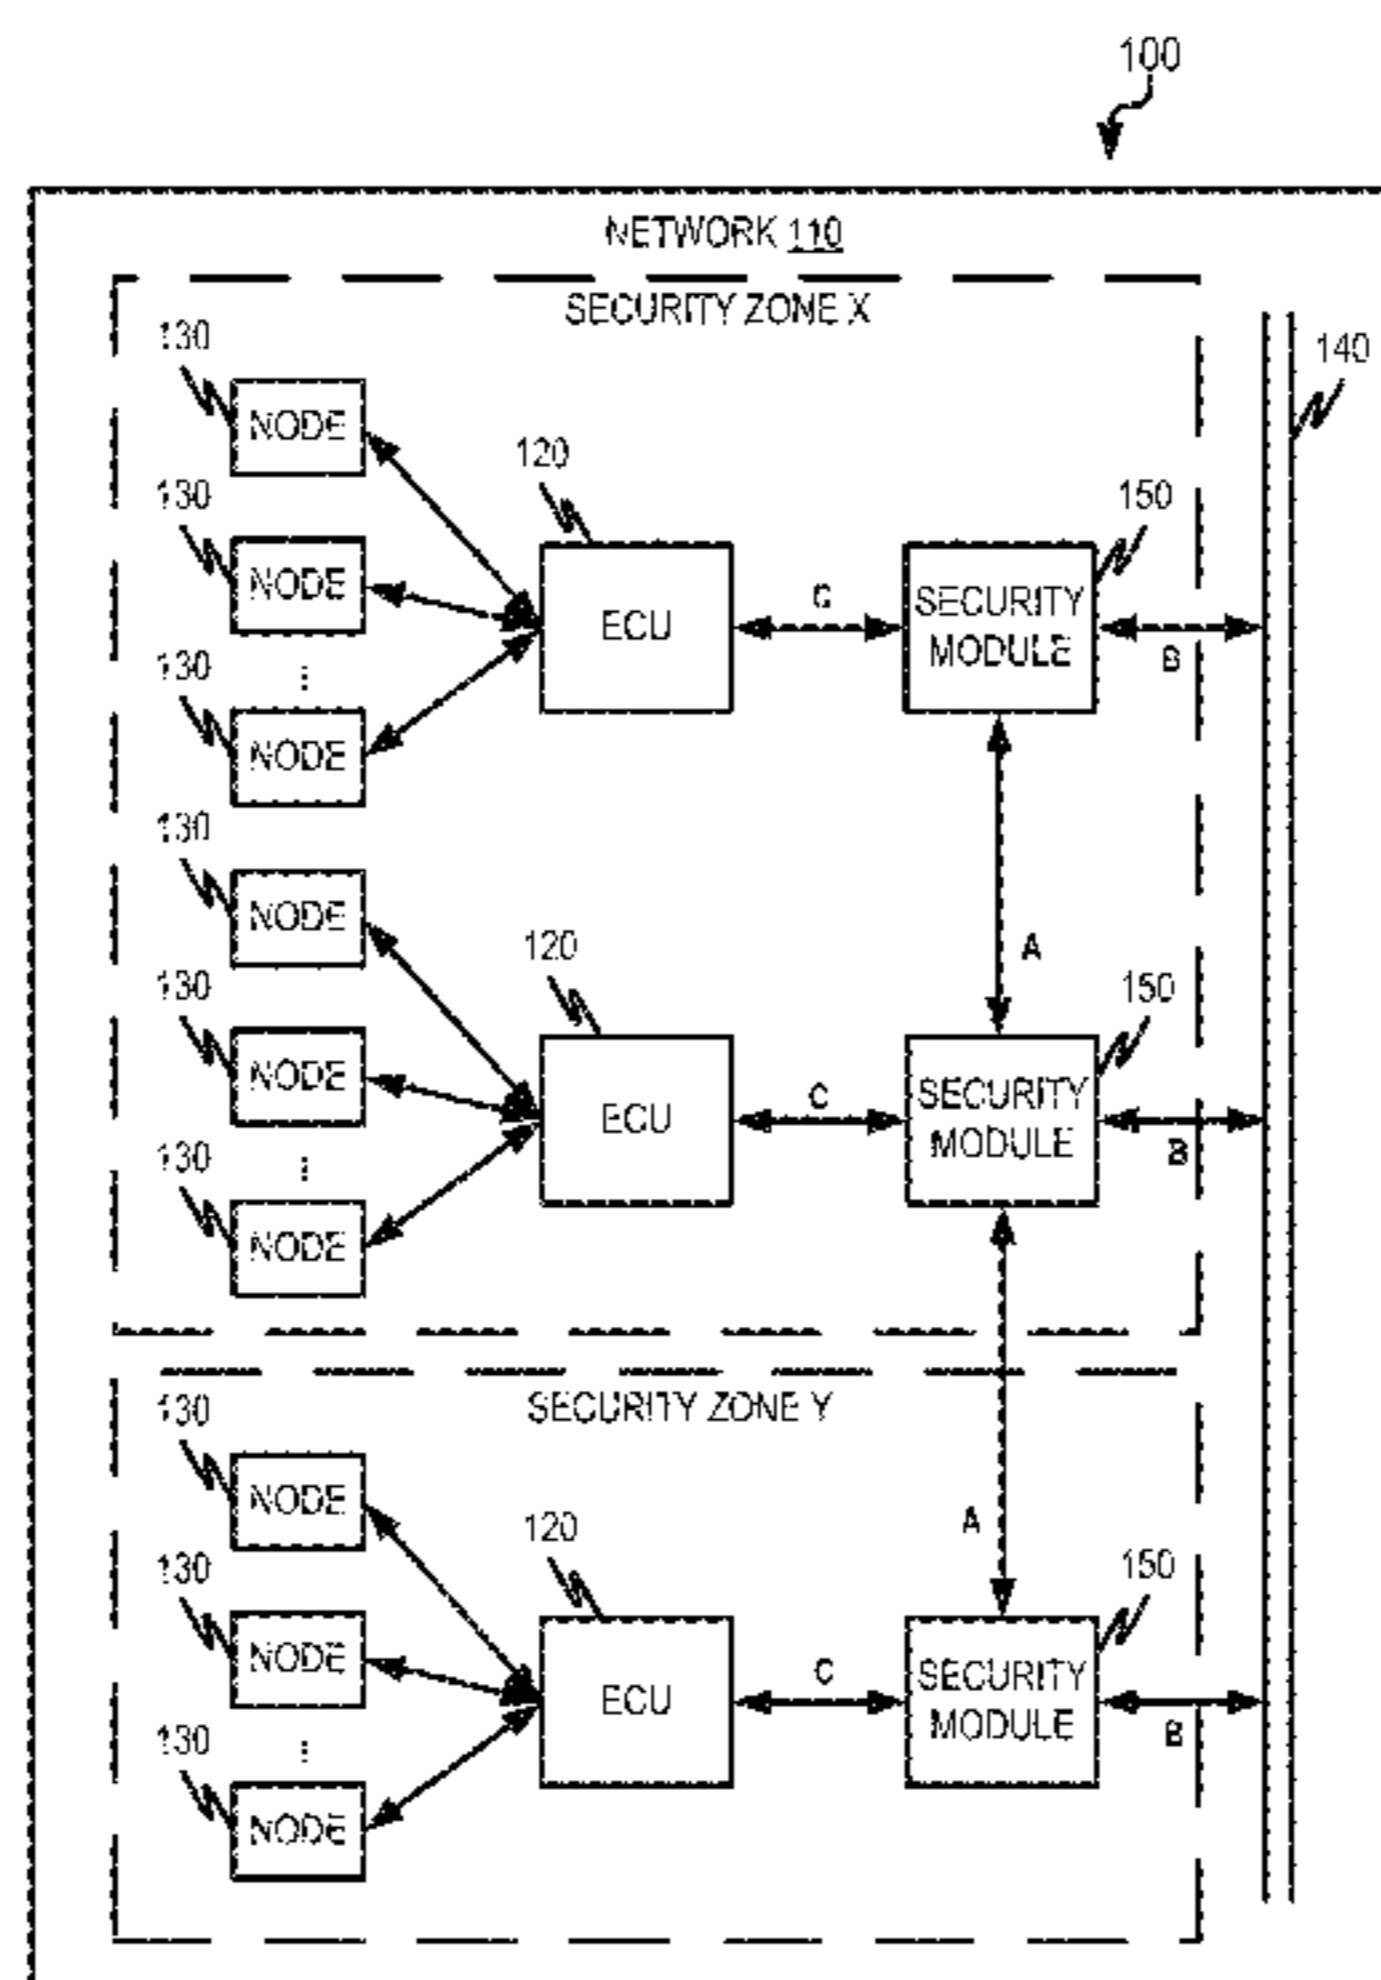 100
NETWORK 110
SECURITY ZONE X
130
NODE
140
120
130
NODE
150
ECU
C
SECURITY
MODULE
B
130
...
NODE
130
NODE
120
A
130
NODE
150
ECU
C
SECURITY
MODULE
B
130
...
NODE
SECURITY ZONE Y
130
NODE
120
A
130
NODE
150
ECU
C
SECURITY
MODULE
B
130
...
NODE